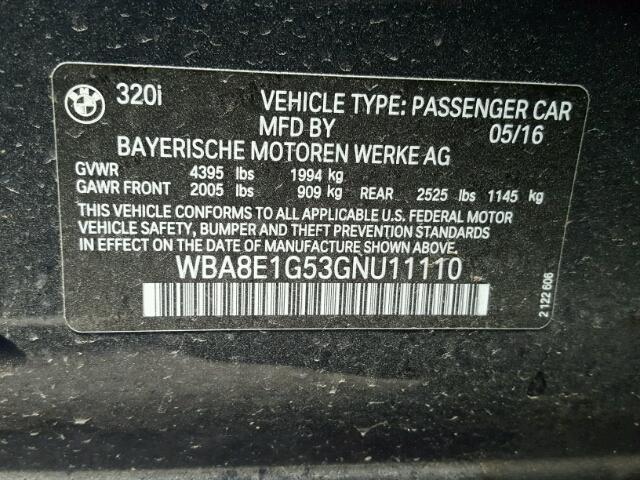 BMW
320i VEHICLE TYPE: PASSENGER CAR
MFD BY 05/16
BAYERISCHE MOTOREN WERKE AG
GVWR 4395 lbs 1994 kg
GAWR FRONT 2005 lbs 909 kg REAR 2525 lbs 1145 kg
THIS VEHICLE CONFORMS TO ALL APPLICABLE U.S. FEDERAL MOTOR
VEHICLE SAFETY, BUMPER AND THEFT PREVENTION STANDARDS
IN EFFECT ON THE DATE OF MANUFACTURE SHOWN ABOVE.
WBA8E1G53GNU11110
2 122 606